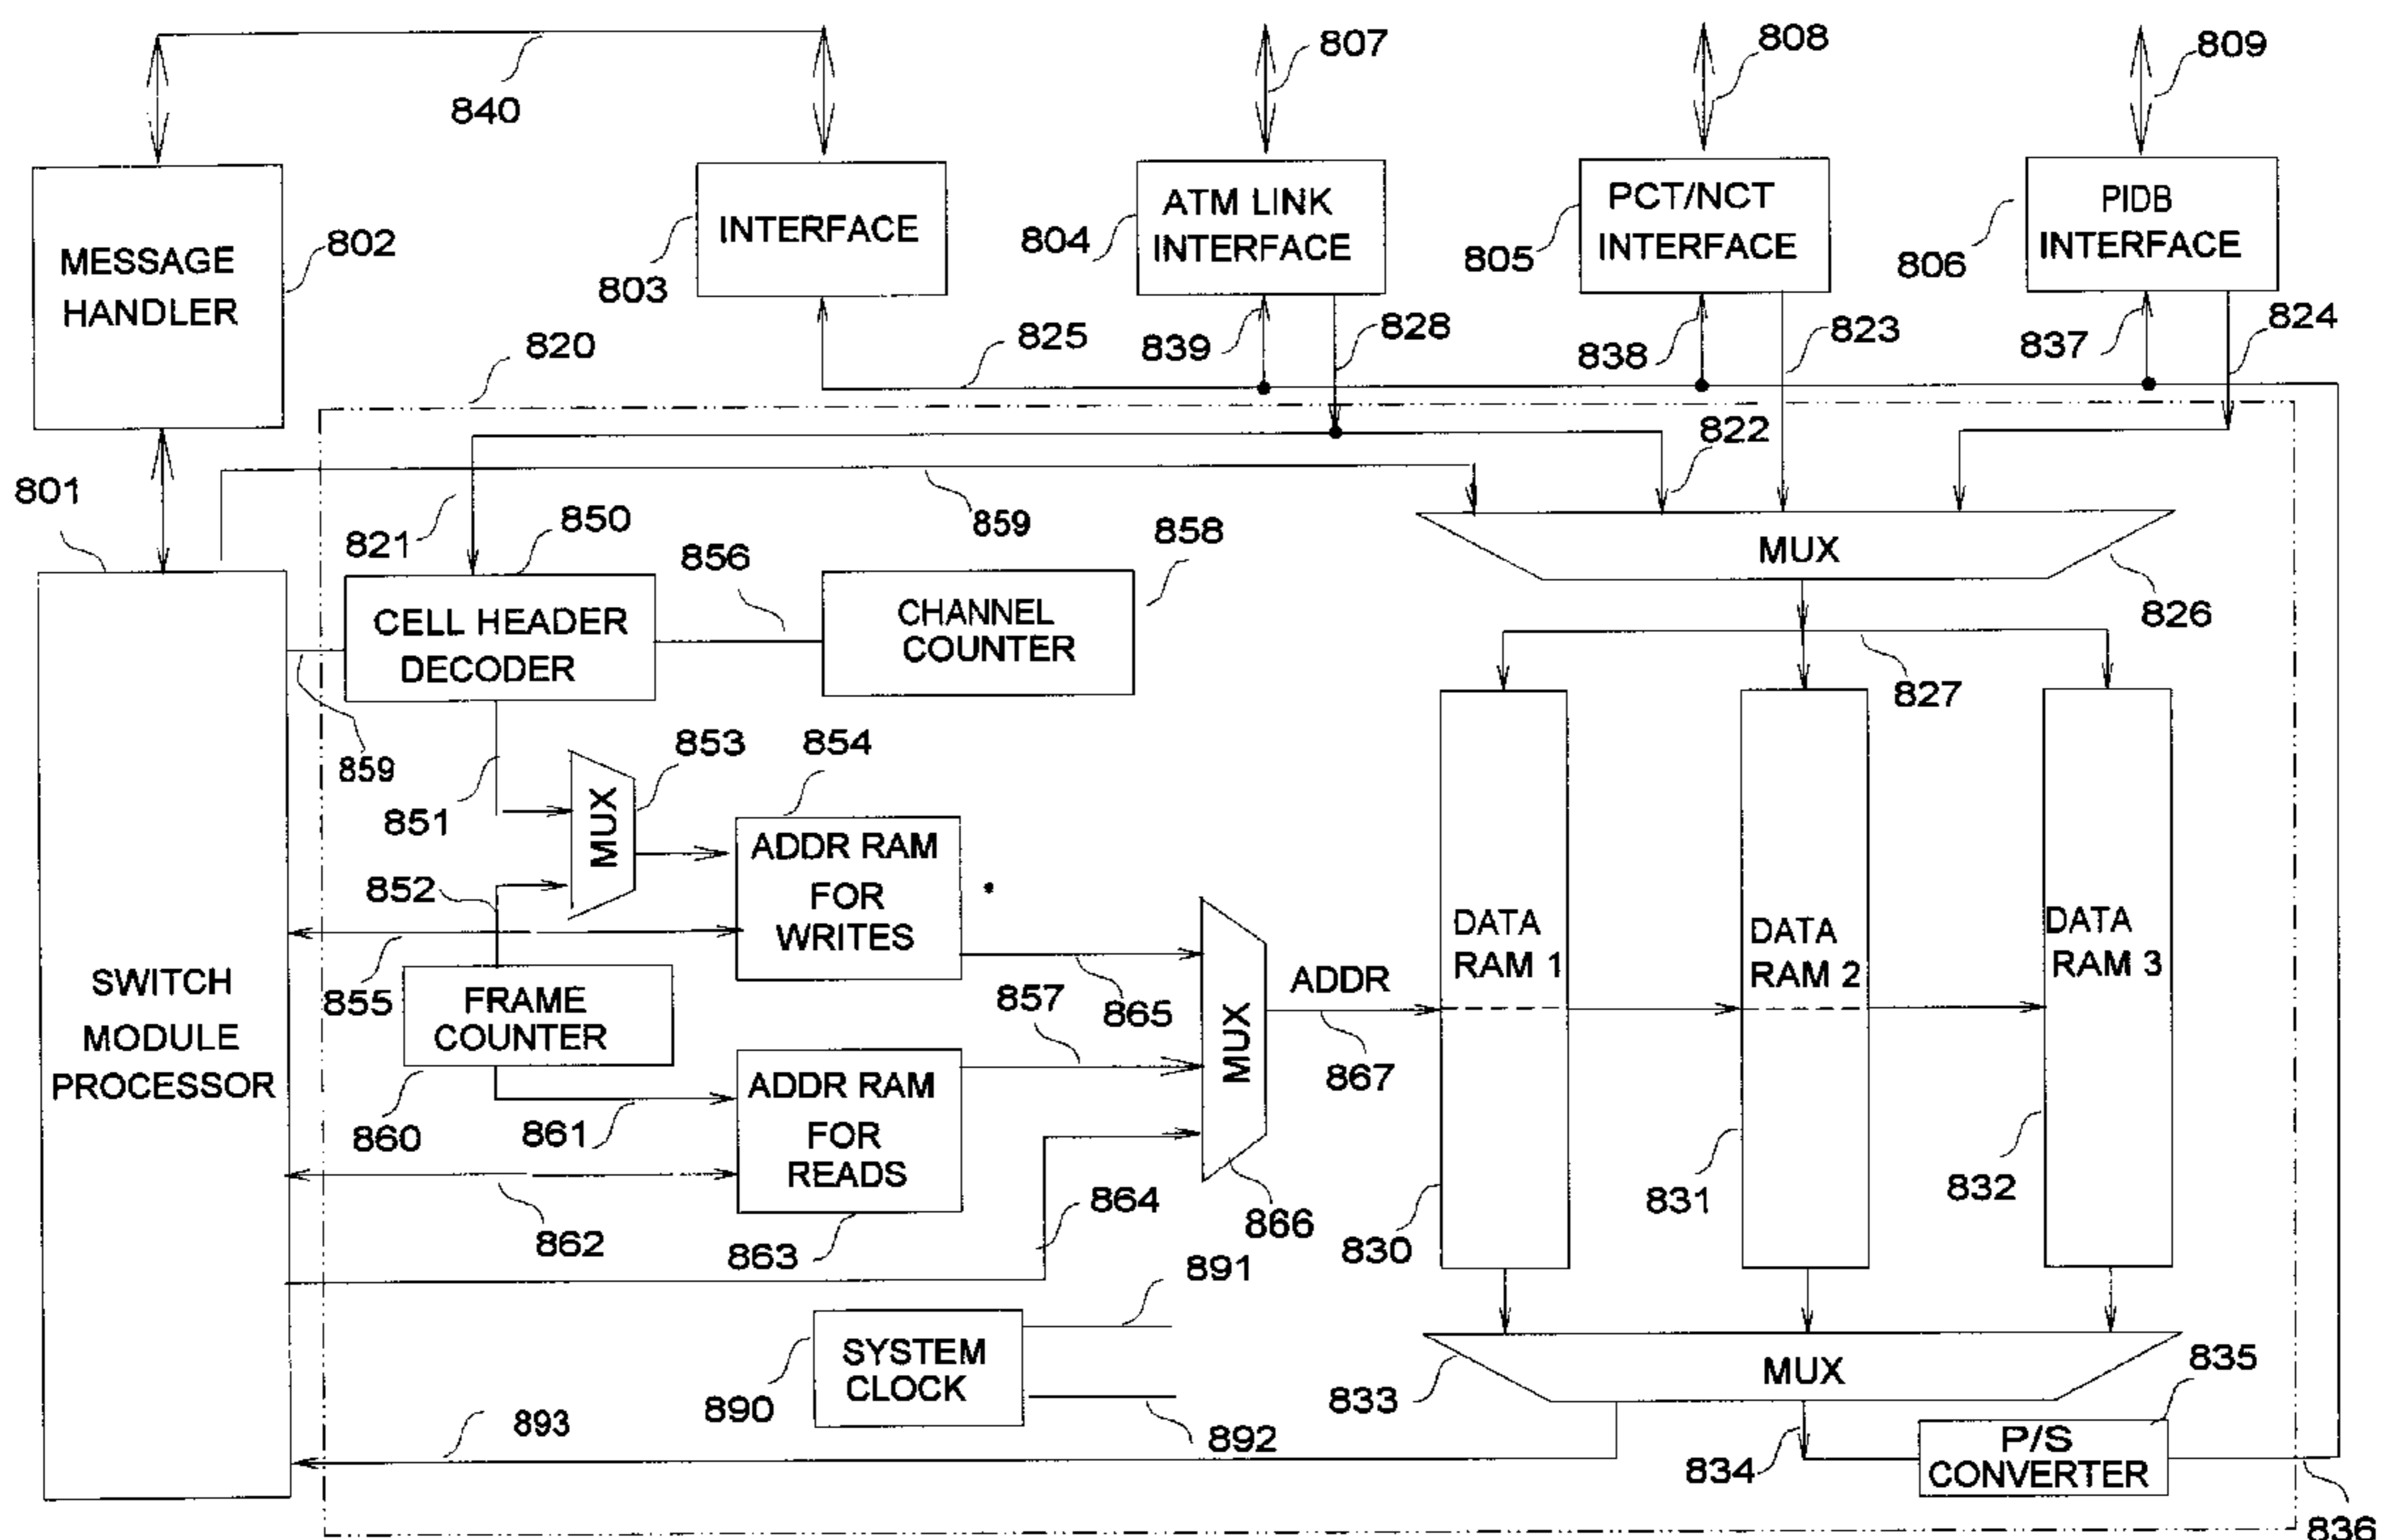 807
808
809
840
MESSAGE
HANDLER
802
INTERFACE
803
ATM LINK
INTERFACE
804
PCT/NCT
INTERFACE
805
PIDB
INTERFACE
806
820
825
839
828
838
823
837
824
822
801
821
850
859
856
858
CELL HEADER
DECODER
CHANNEL
COUNTER
MUX
826
827
859
851
853
854
MUX
ADDR RAM
FOR
WRITES
852
855
SWITCH
MODULE
PROCESSOR
FRAME
COUNTER
860
861
857
865
MUX
ADDR
867
DATA
RAM 1
DATA
RAM 2
DATA
RAM 3
ADDR RAM
FOR
READS
862
863
864
866
830
831
832
891
SYSTEM
CLOCK
890
892
893
MUX
833
834
835
P/S
CONVERTER
836